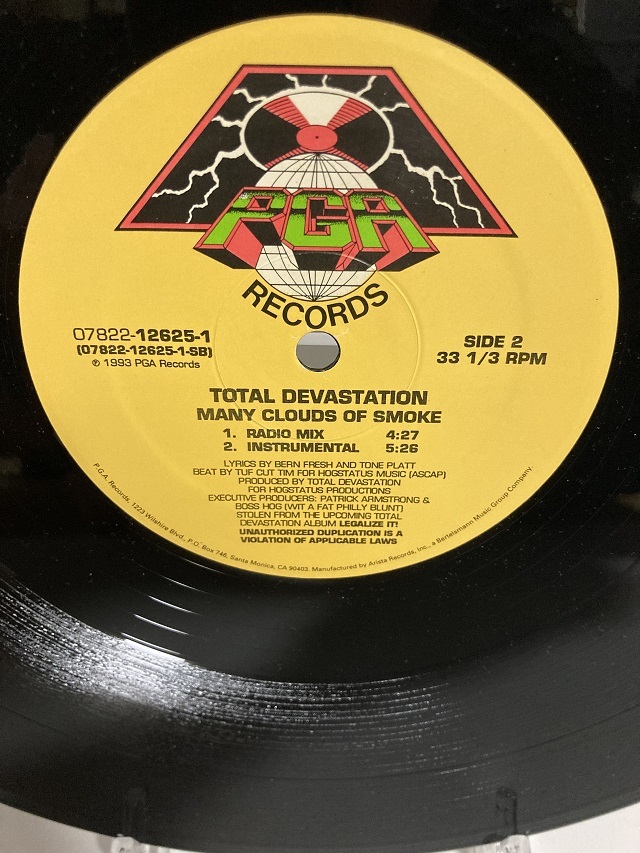 PGA
RECORDS
07822-12625-1
(07822-12625-1-SB)
℗ 1993 PGA Records
SIDE 2
33 1/3 RPM
TOTAL DEVASTATION
MANY CLOUDS OF SMOKE
1. RADIO MIX 4:27
2. INSTRUMENTAL 5:26
LYRICS BY BERN FRESH AND TONE PLATT
BEAT BY TUF CUT TIM FOR HOGSTATUS MUSIC (ASCAP)
PRODUCED BY TOTAL DEVASTATION
FOR HOGSTATUS PRODUCTIONS
EXECUTIVE PRODUCERS: PATRICK ARMSTRONG &
BOSS HOG (WIT A FAT PHILLY BLUNT)
STOLEN FROM THE UPCOMING TOTAL
DEVASTATION ALBUM LEGALIZE IT!
UNAUTHORIZED DUPLICATION IS A
VIOLATION OF APPLICABLE LAWS
P.G.A. Records, 1223 Wilshire Blvd., P.O. Box 746, Santa Monica, CA 90403. Manufactured by Arista Records, Inc., a Bertelsmann Music Group Company.